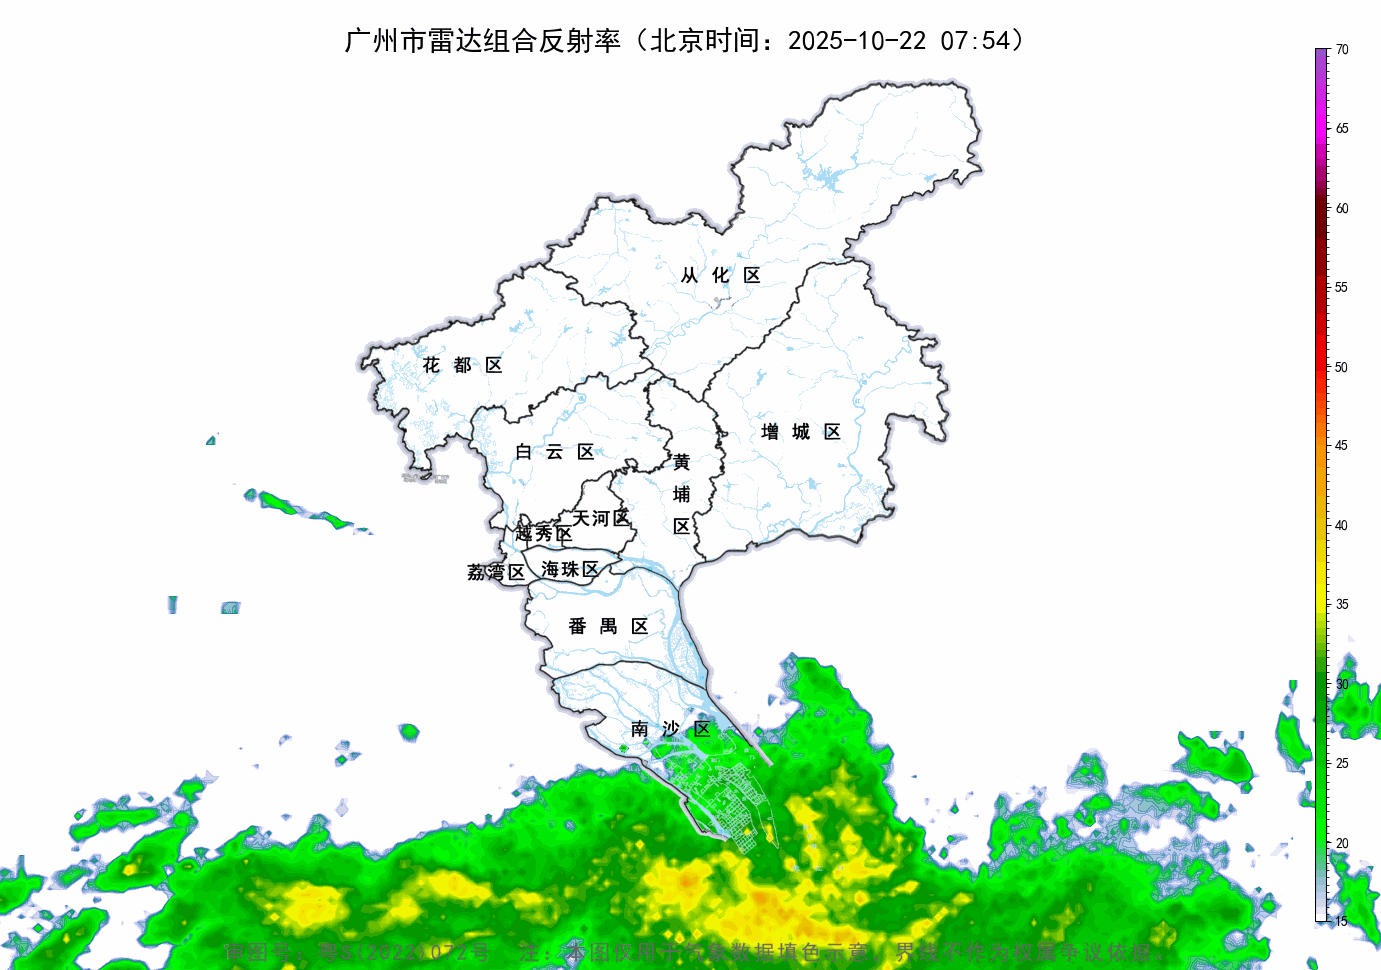 广州市雷达组合反射率（北京时间：2025-10-22 07:54）
70
65
60
从 化 区
55
50
花 都 区
45
增 城 区
白 云 区
黄
埔
区
40
天河区
越秀区
海珠区
荔湾区
35
番 禺 区
30
南 沙 区
25
20
15
审图号：粤S(2022)072号 注：本图仅用于气象数据填色示意，界线不作为权属争议依据。